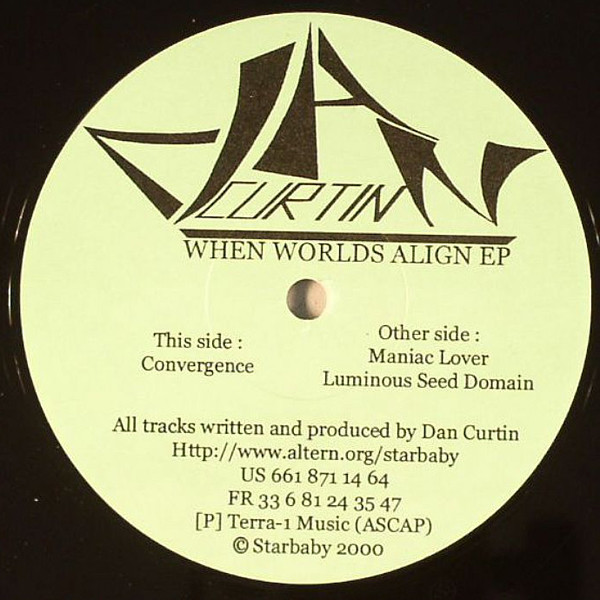 DAN
CURTIN
WHEN WORLDS ALIGN EP
This side :
Convergence
Other side :
Maniac Lover
Luminous Seed Domain
All tracks written and produced by Dan Curtin
Http://www.altern.org/starbaby
US 661 871 14 64
FR 33 6 81 24 35 47
[P] Terra-1 Music (ASCAP)
© Starbaby 2000